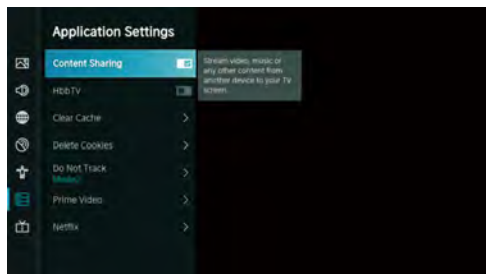 Application Settings
Content Sharing
Stream video, music or
any other content from
another device to your TV
screen.
HbbTV
Clear Cache
Delete Cookies
Do Not Track
Prime Video
Netflix